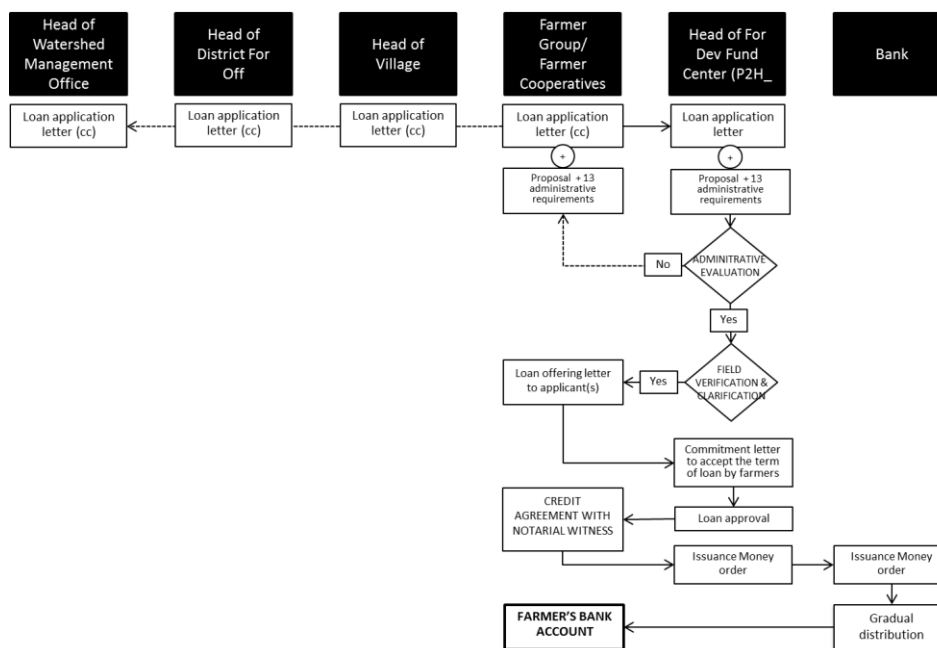 Head of
Watershed
Management
Office
Head of
District For
Off
Head of
Village
Farmer
Group/
Farmer
Cooperatives
Head of For
Dev Fund
Center (P2H_
Bank
Loan application
letter (cc)
Loan application
letter (cc)
Loan application
letter (cc)
Loan application
letter (cc)
Loan application
letter
+
+
Proposal + 13
administrative
requirements
Proposal + 13
administrative
requirements
No
ADMINITRATIVE
EVALUATION
Yes
Loan offering letter
to applicant(s)
Yes
FIELD
VERIFICATION &
CLARIFICATION
Commitment letter
to accept the term
of loan by farmers
CREDIT
AGREEMENT WITH
NOTARIAL WITNESS
Loan approval
Issuance Money
order
Issuance Money
order
FARMER'S BANK
ACCOUNT
Gradual
distribution